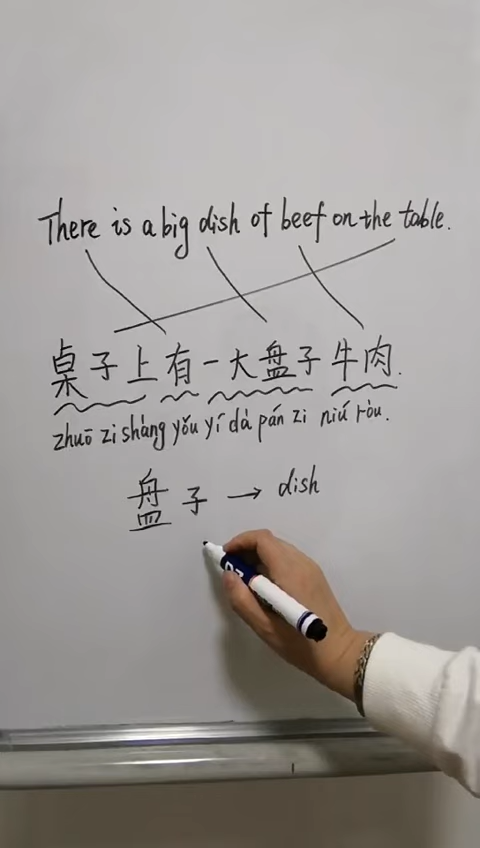 There is a big dish of beef on the table.
桌子上有一大盘子牛肉.
zhuō zi shàng yǒu yí dà pán zi niú ròu.
盘子 → dish